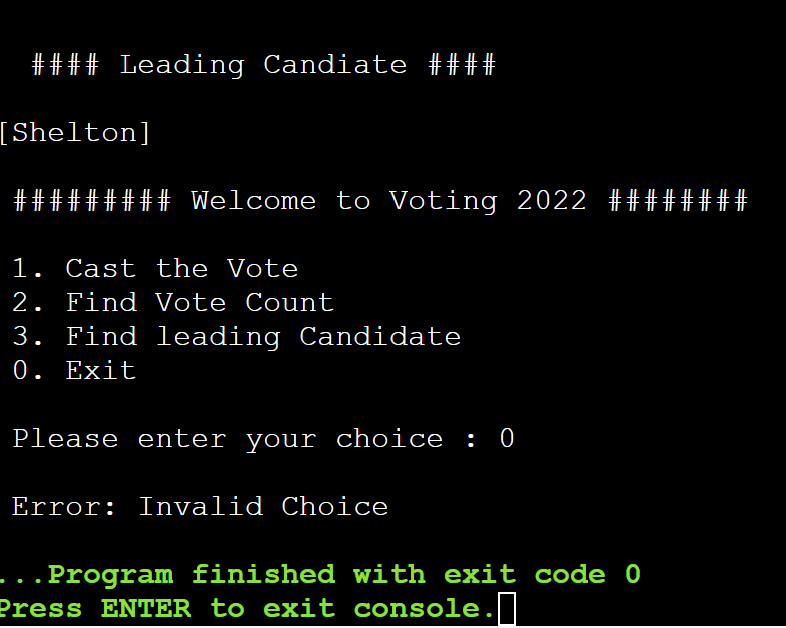 #### Leading Candiate ####
[Shelton]
######### Welcome to Voting 2022 ########
1. Cast the Vote
2. Find Vote Count
3. Find leading Candidate
0. Exit
Please enter your choice : 0
Error: Invalid Choice
...Program finished with exit code 0
Press ENTER to exit console.